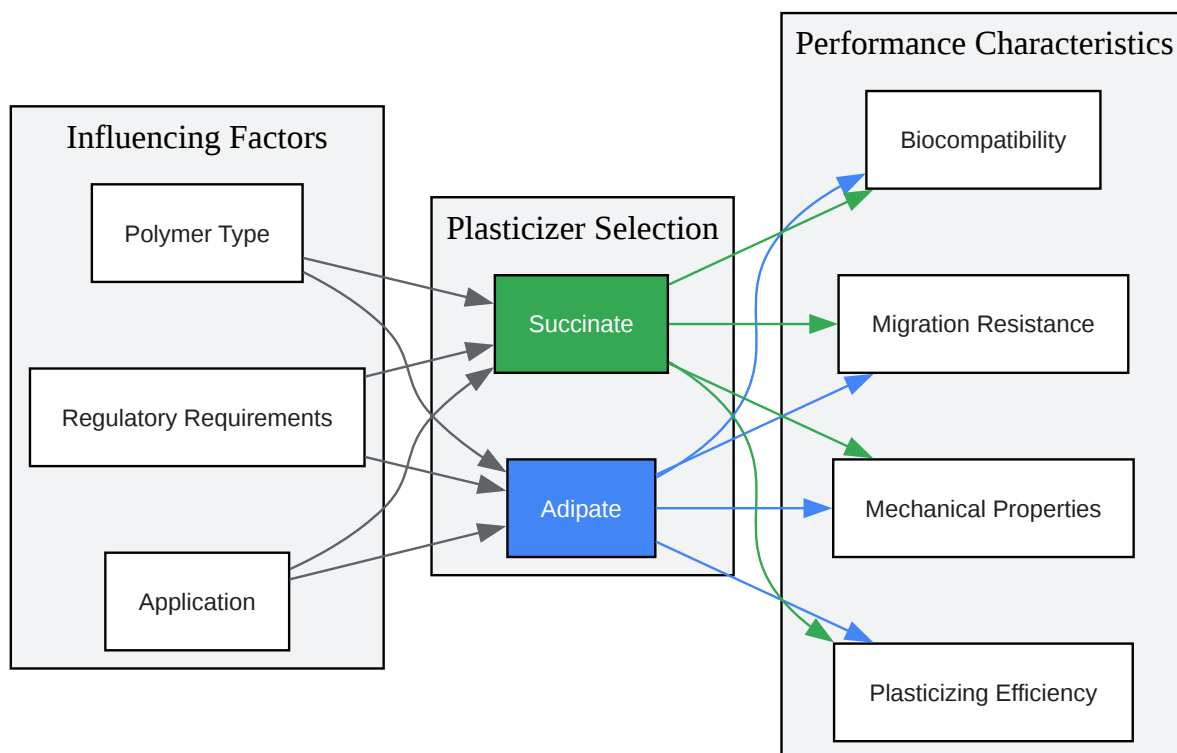 Influencing Factors
Polymer Type
Regulatory Requirements
Application
Plasticizer Selection
Succinate
Adipate
Performance Characteristics
Biocompatibility
Migration Resistance
Mechanical Properties
Plasticizing Efficiency